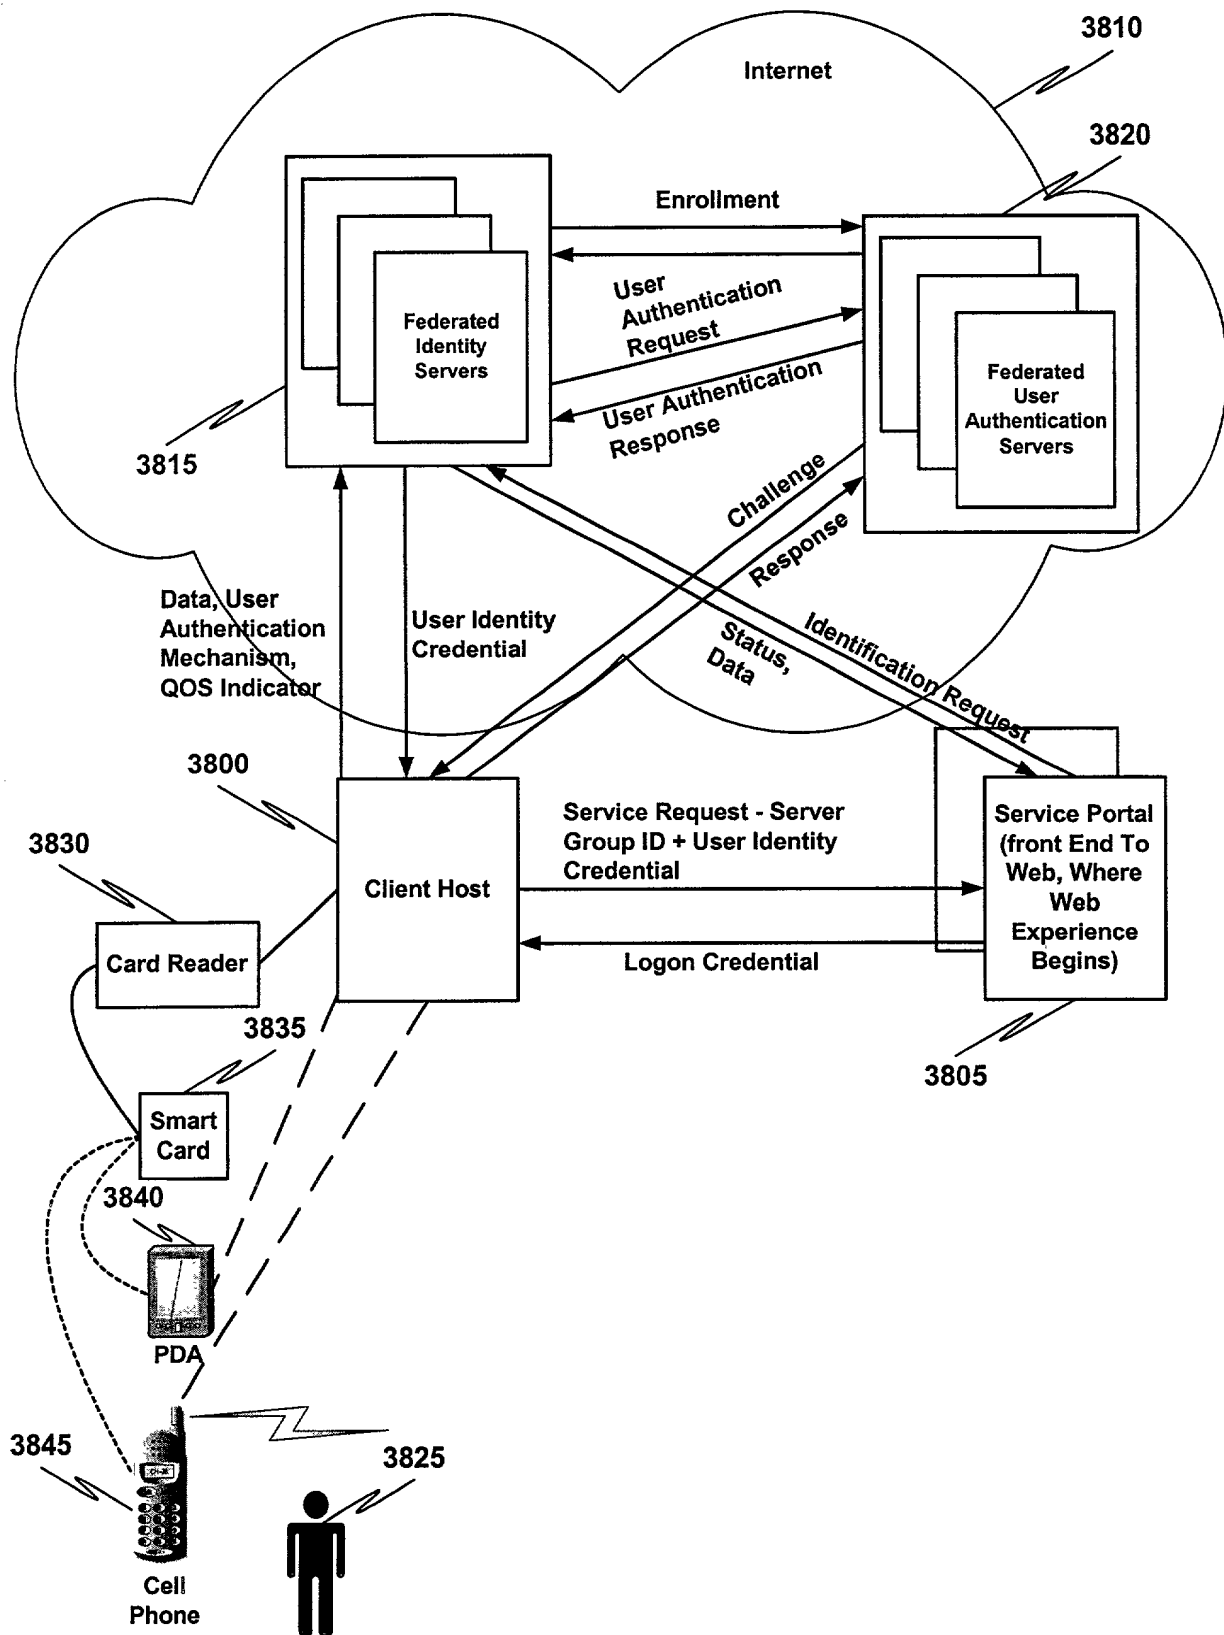 3810
Internet
3820
Enrollment
User
Authentication
Request
Federated
Identity
Servers
User Authentication
Response
Federated
User
Authentication
Servers
3815
Challenge
Response
Data, User
Authentication
Mechanism,
QOS Indicator
User Identity
Credential
Status,
Data
Identification Request
3800
Service Request - Server
Group ID + User Identity
Credential
Service Portal
(front End To
Web, Where
Web
Experience
Begins)
3830
Client Host
Card Reader
Logon Credential
3835
3805
Smart
Card
3840
PDA
3845
3825
Cell
Phone